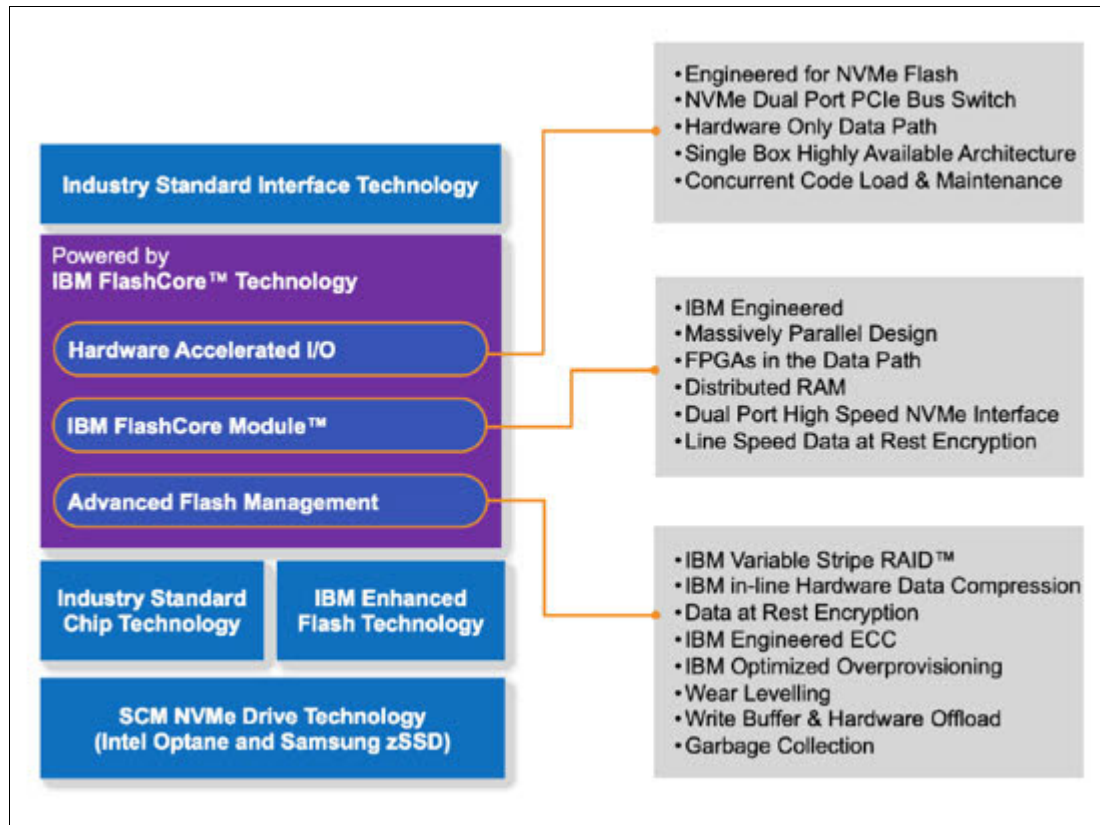 Industry Standard Interface Technology
Powered by
IBM FlashCore™ Technology
Hardware Accelerated I/O
IBM FlashCore Module™
Advanced Flash Management
Industry Standard
Chip Technology
IBM Enhanced
Flash Technology
SCM NVMe Drive Technology
(Intel Optane and Samsung zSSD)
•Engineered for NVMe Flash
•NVMe Dual Port PCIe Bus Switch
•Hardware Only Data Path
•Single Box Highly Available Architecture
•Concurrent Code Load & Maintenance
•IBM Engineered
•Massively Parallel Design
•FPGAs in the Data Path
•Distributed RAM
•Dual Port High Speed NVMe Interface
•Line Speed Data at Rest Encryption
•IBM Variable Stripe RAID™
•IBM in-line Hardware Data Compression
•Data at Rest Encryption
•IBM Engineered ECC
•IBM Optimized Overprovisioning
•Wear Levelling
•Write Buffer & Hardware Offload
•Garbage Collection